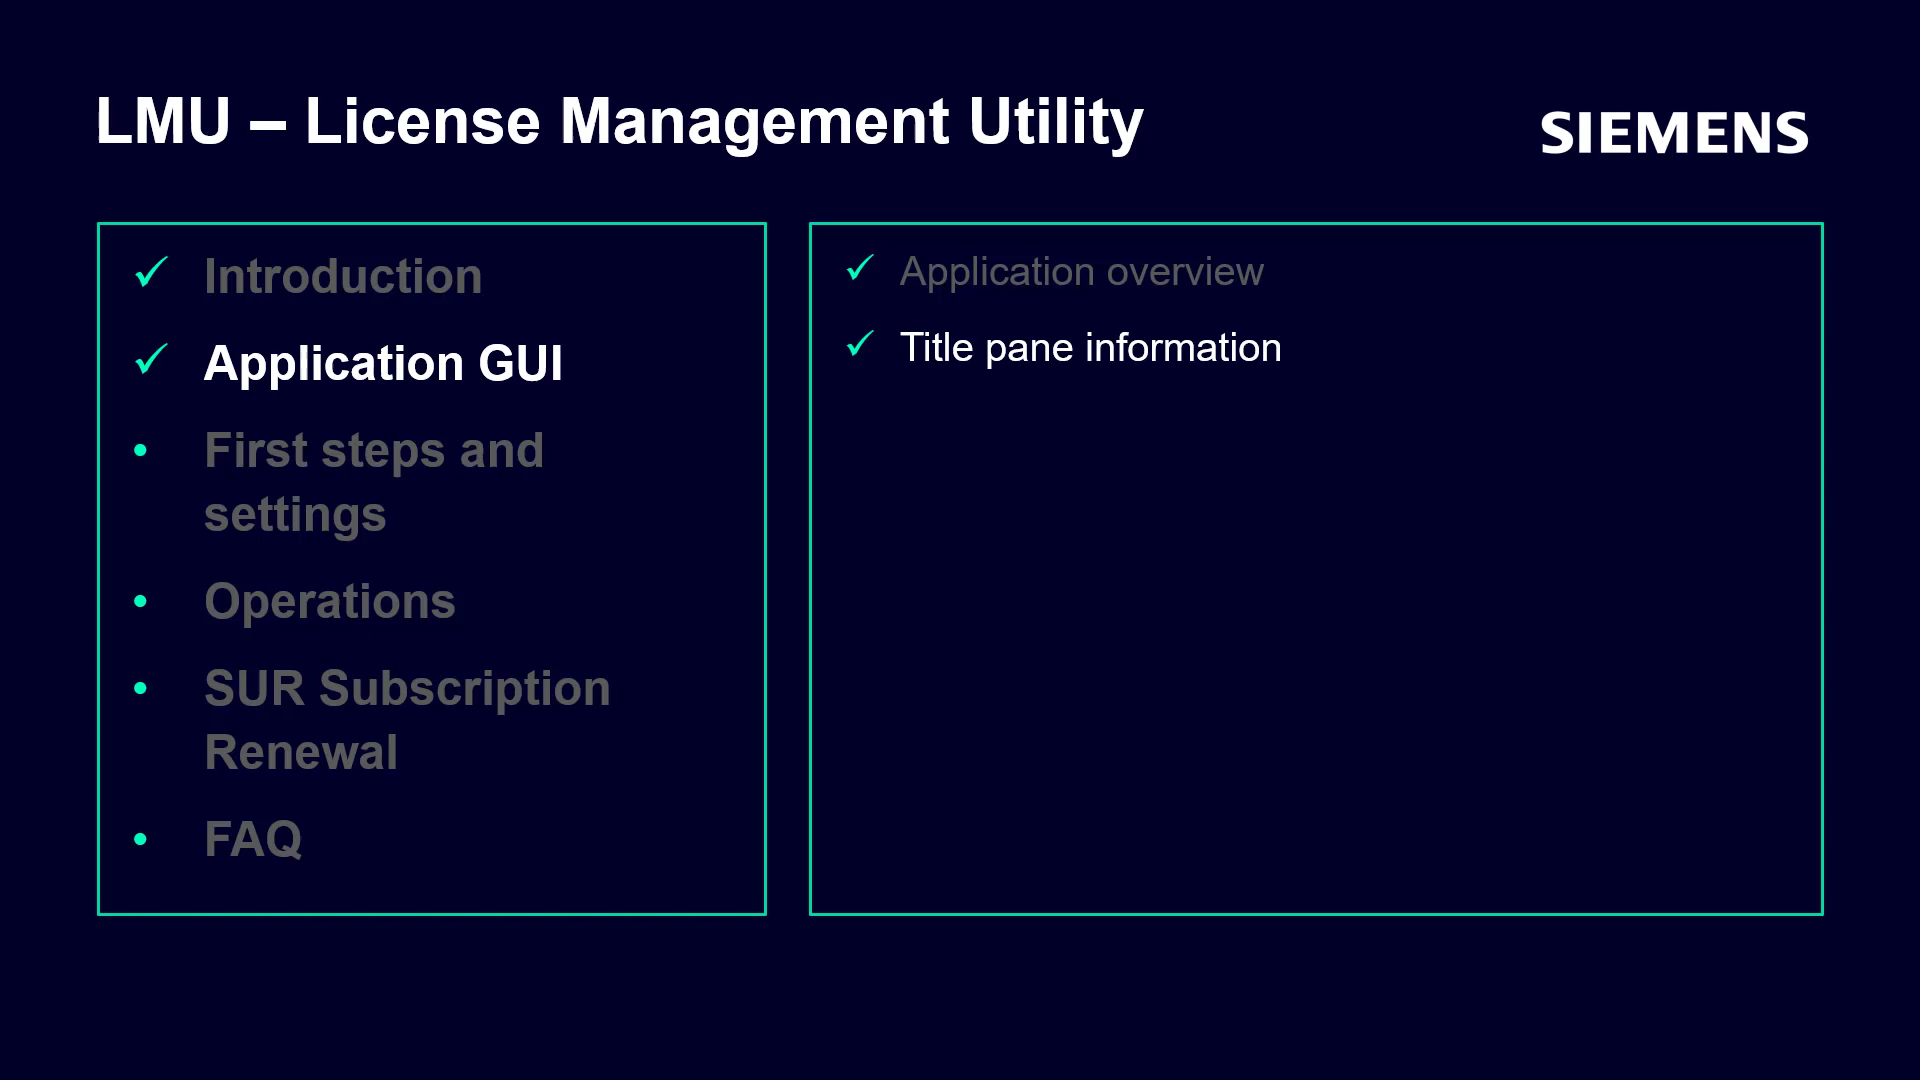 LMU – License Management Utility
SIEMENS
✓ Introduction
✓ Application GUI
• First steps and
settings
• Operations
• SUR Subscription
Renewal
• FAQ
✓ Application overview
✓ Title pane information